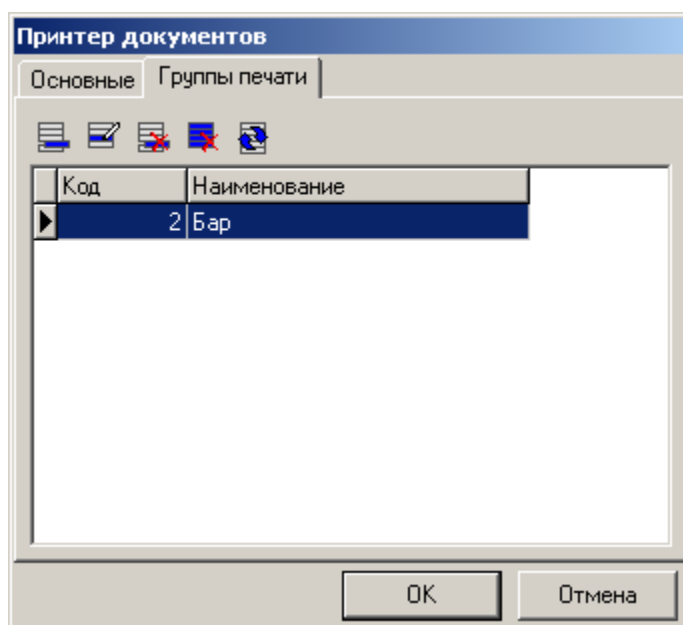 Принтер документов
Основные Группы печати
Код Наименование
2 Бар
OK Отмена